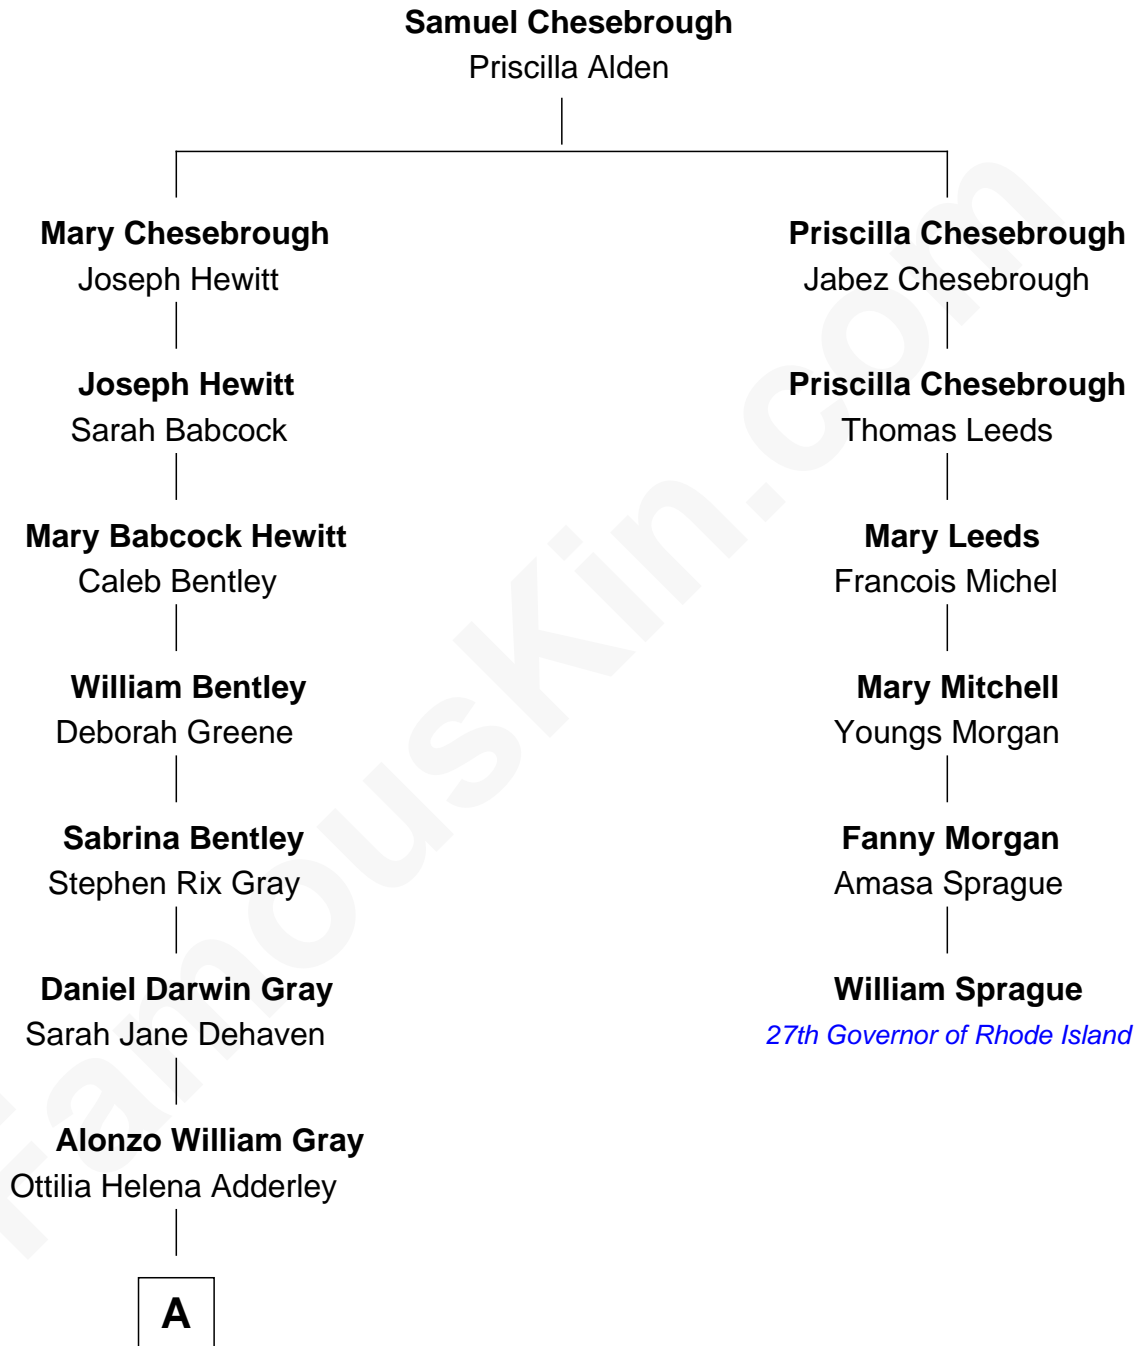 Samuel Chesebrough
Priscilla Alden
Mary Chesebrough
Joseph Hewitt
Joseph Hewitt
Sarah Babcock
Mary Babcock Hewitt
Caleb Bentley
William Bentley
Deborah Greene
Sabrina Bentley
Stephen Rix Gray
Daniel Darwin Gray
Sarah Jane Dehaven
Alonzo William Gray
Ottilia Helena Adderley
A
Priscilla Chesebrough
Jabez Chesebrough
Priscilla Chesebrough
Thomas Leeds
Mary Leeds
Francois Michel
Mary Mitchell
Youngs Morgan
Fanny Morgan
Amasa Sprague
William Sprague
27th Governor of Rhode Island
FamousKin.com